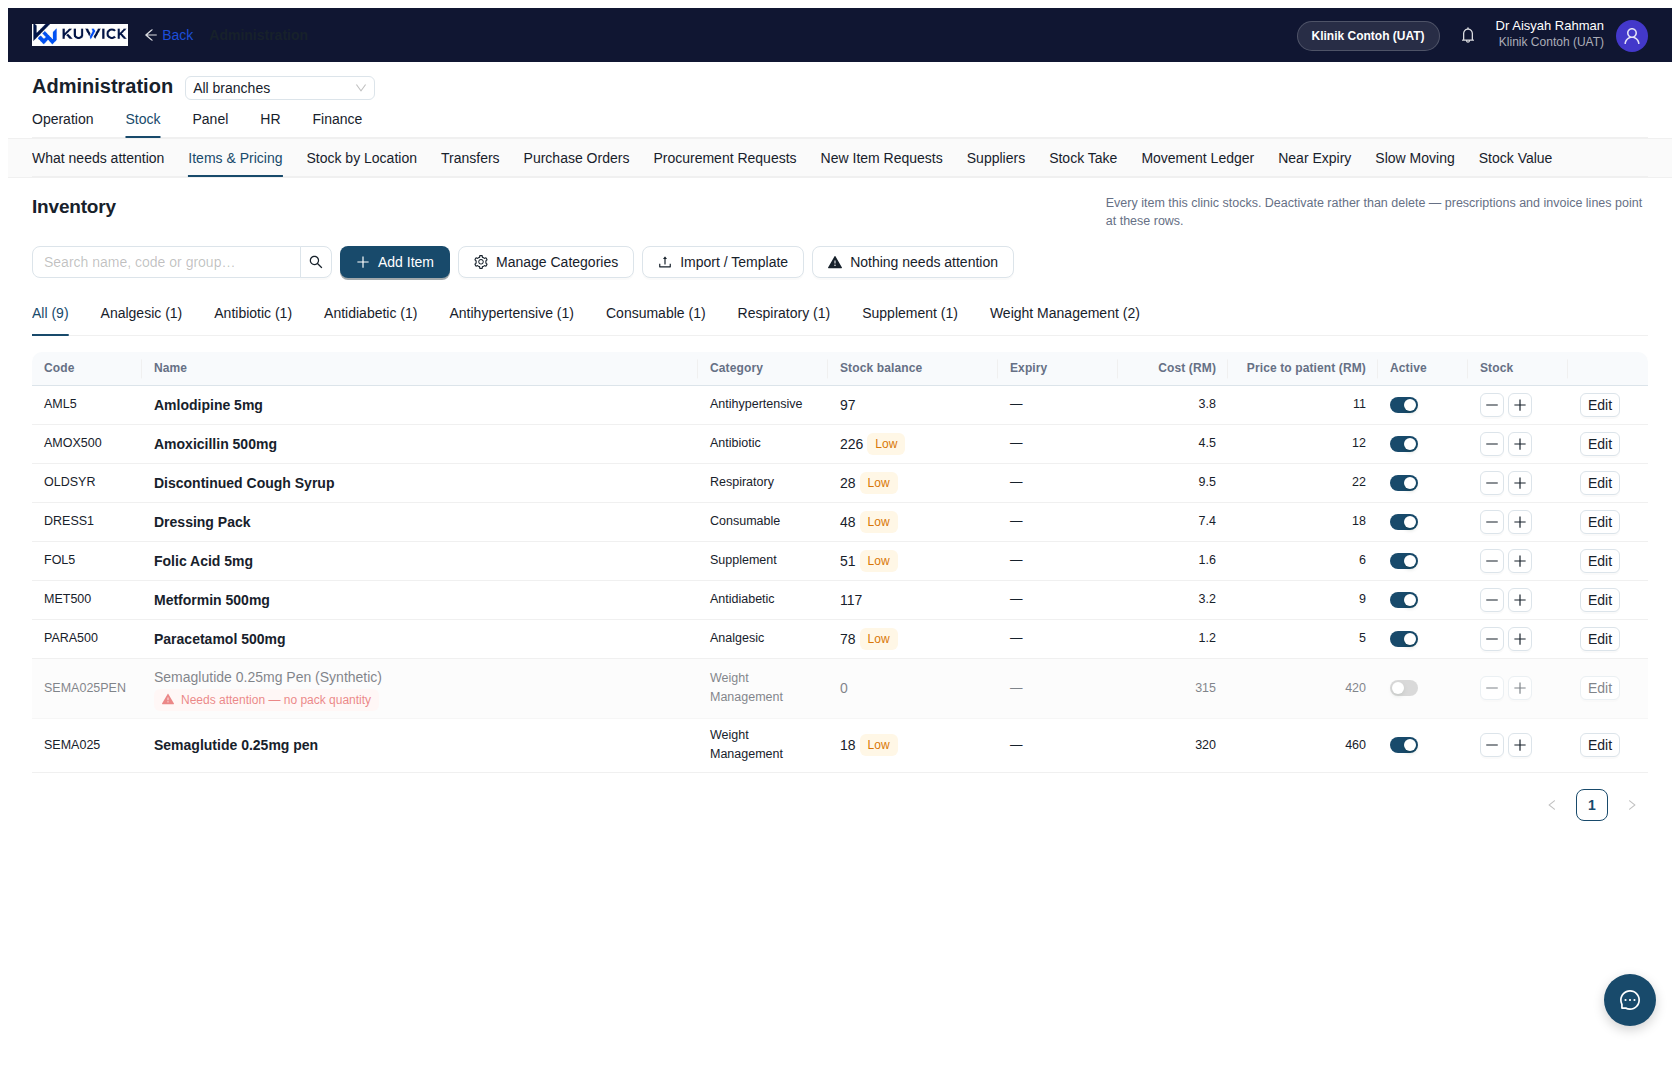 KUWICK
Back Administration
Klinik Contoh (UAT)
Dr Aisyah Rahman
Klinik Contoh (UAT)
Administration
All branches
Operation Stock Panel HR Finance
What needs attention Items & Pricing Stock by Location Transfers Purchase Orders Procurement Requests New Item Requests Suppliers Stock Take Movement Ledger Near Expiry Slow Moving Stock Value
Inventory
Every item this clinic stocks. Deactivate rather than delete — prescriptions and invoice lines point
at these rows.
Search name, code or group… Add Item Manage Categories Import / Template Nothing needs attention
All (9) Analgesic (1) Antibiotic (1) Antidiabetic (1) Antihypertensive (1) Consumable (1) Respiratory (1) Supplement (1) Weight Management (2)
Code Name Category Stock balance Expiry Cost (RM) Price to patient (RM) Active Stock
AML5 Amlodipine 5mg Antihypertensive 97 — 3.8 11 Edit
AMOX500 Amoxicillin 500mg Antibiotic 226 Low — 4.5 12 Edit
OLDSYR Discontinued Cough Syrup Respiratory 28 Low — 9.5 22 Edit
DRESS1 Dressing Pack Consumable 48 Low — 7.4 18 Edit
FOL5 Folic Acid 5mg Supplement 51 Low — 1.6 6 Edit
MET500 Metformin 500mg Antidiabetic 117 — 3.2 9 Edit
PARA500 Paracetamol 500mg Analgesic 78 Low — 1.2 5 Edit
SEMA025PEN Semaglutide 0.25mg Pen (Synthetic) Weight Management 0 — 315 420 Edit
Needs attention — no pack quantity
SEMA025 Semaglutide 0.25mg pen Weight Management 18 Low — 320 460 Edit
1